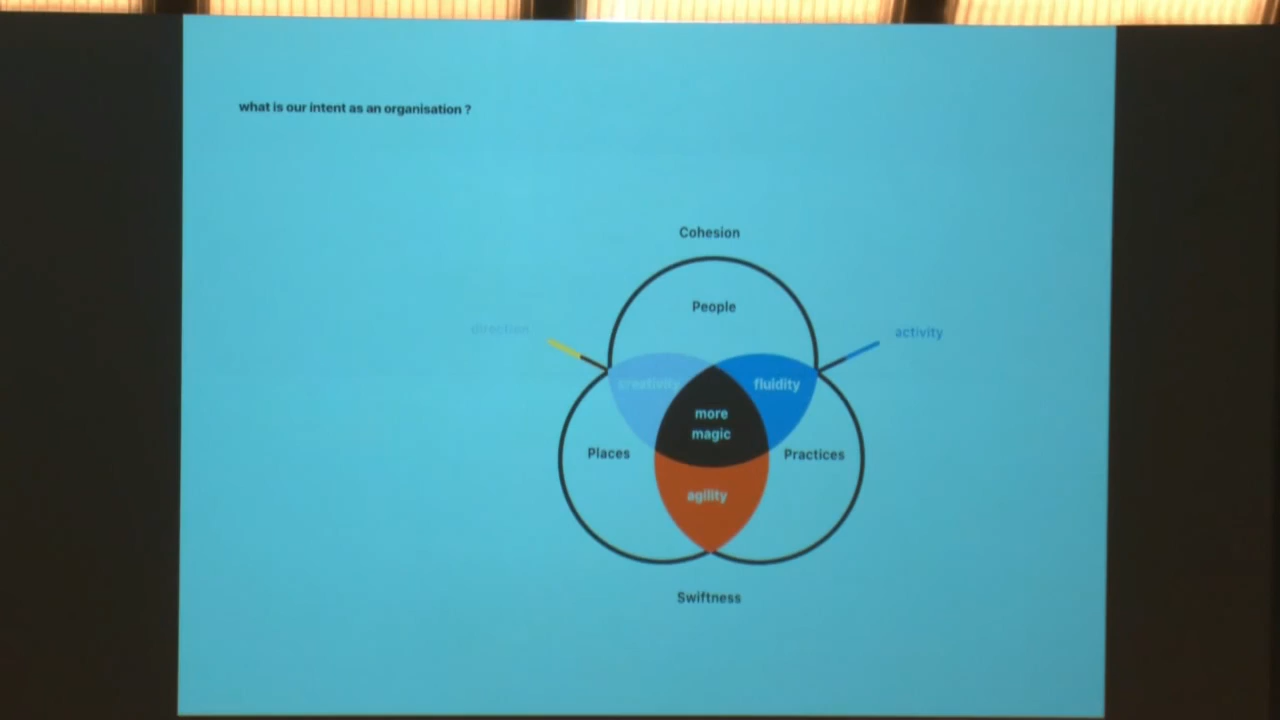 what is our intent as an organisation ?
Cohesion
People
direction
activity
creativity
fluidity
more
magic
Places
Practices
agility
Swiftness